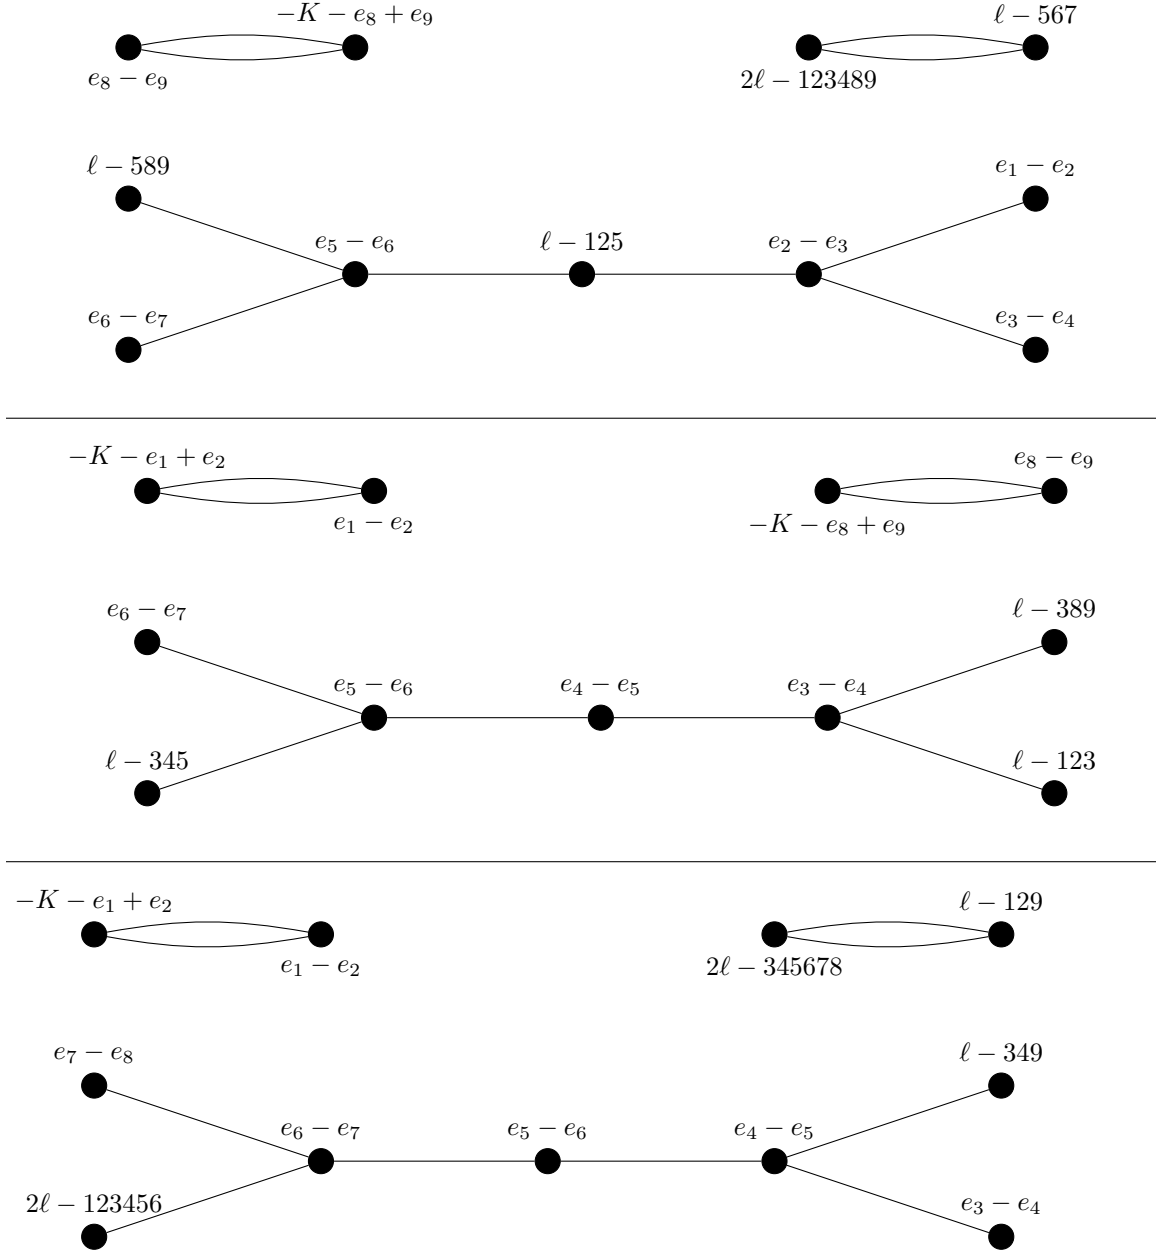 −K − e₈ + e₉
ℓ − 567
e₈ − e₉
2ℓ − 123489
ℓ − 589
e₁ − e₂
e₅ − e₆
ℓ − 125
e₂ − e₃
e₆ − e₇
e₃ − e₄
−K − e₁ + e₂
e₈ − e₉
e₁ − e₂
−K − e₈ + e₉
e₆ − e₇
ℓ − 389
e₅ − e₆
e₄ − e₅
e₃ − e₄
ℓ − 345
ℓ − 123
−K − e₁ + e₂
ℓ − 129
e₁ − e₂
2ℓ − 345678
e₇ − e₈
ℓ − 349
e₆ − e₇
e₅ − e₆
e₄ − e₅
2ℓ − 123456
e₃ − e₄